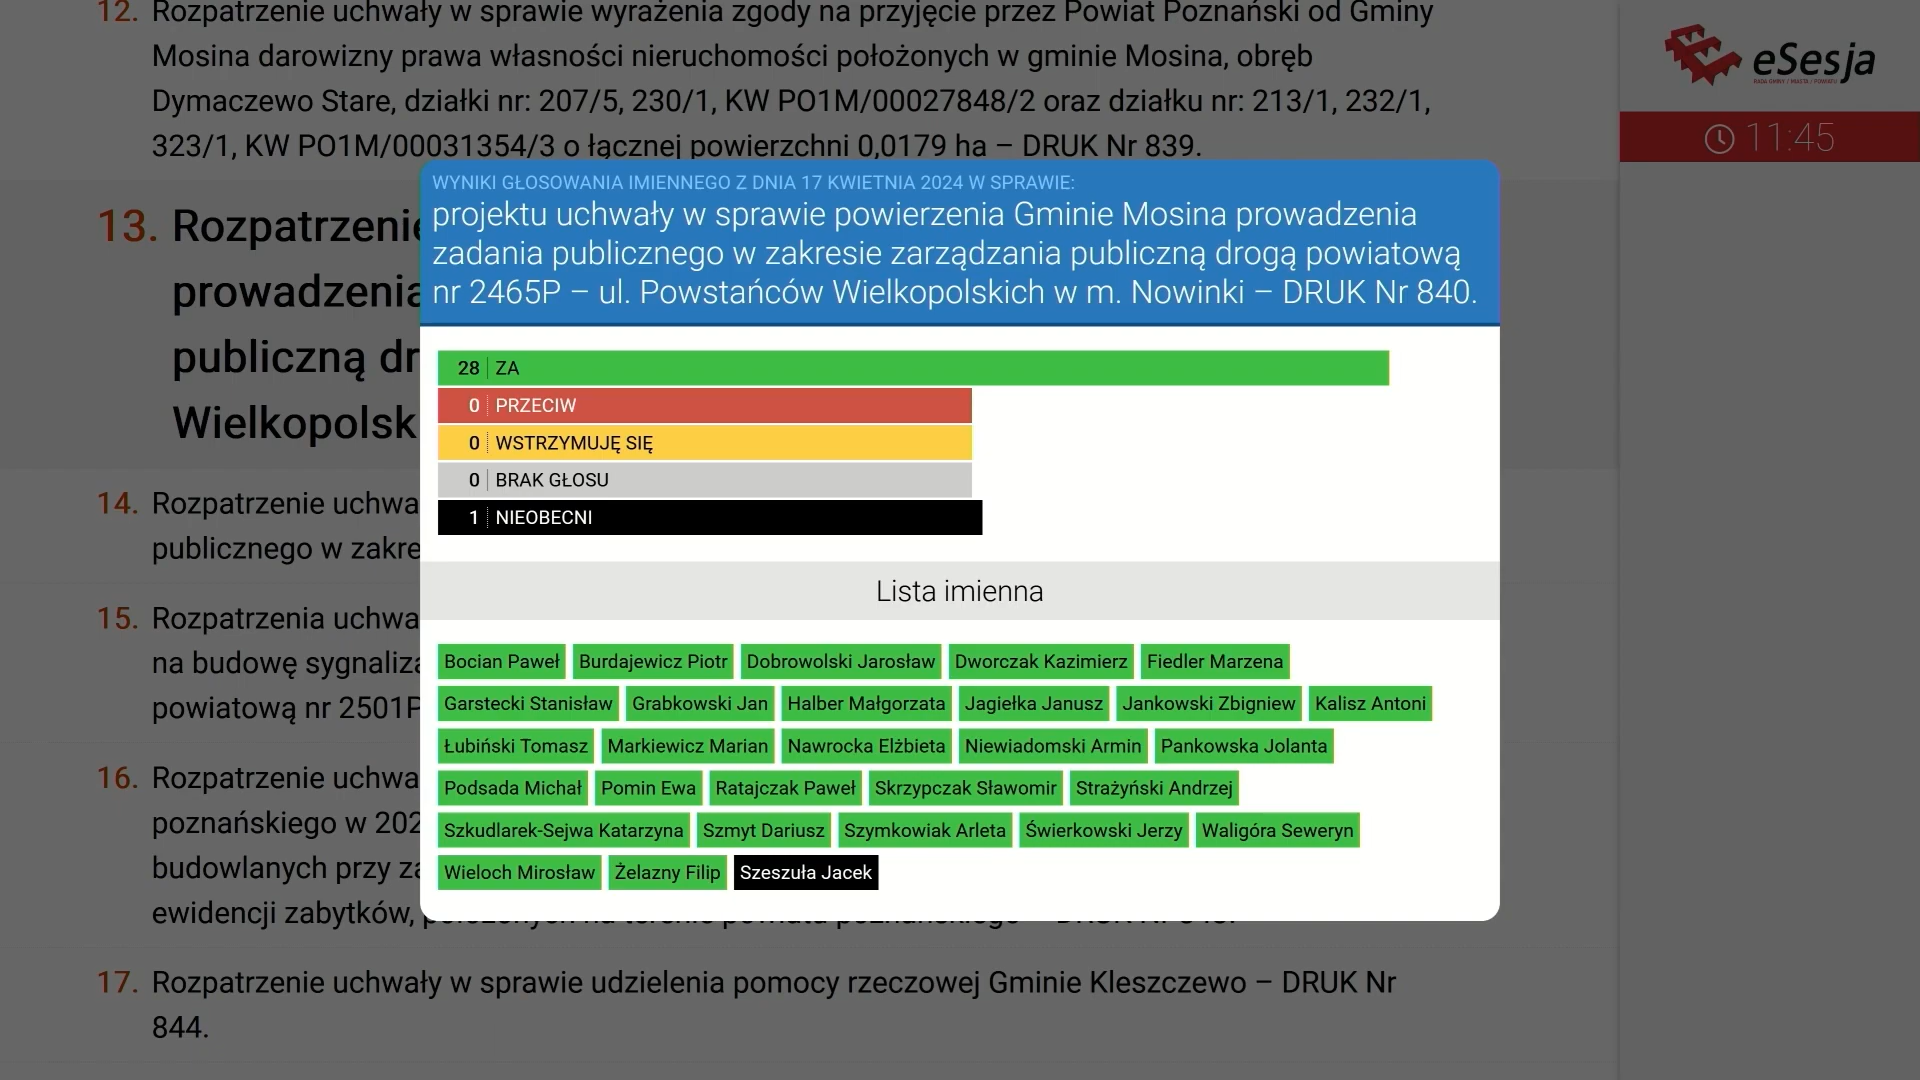 12. Rozpatrzenie uchwały w sprawie wyrażenia zgody na przyjęcie przez Powiat Poznański od Gminy
Mosina darowizny prawa własności nieruchomości położonych w gminie Mosina, obręb
Dymaczewo Stare, działki nr: 207/5, 230/1, KW PO1M/00027848/2 oraz działku nr: 213/1, 232/1,
323/1, KW PO1M/00031354/3 o łącznej powierzchni 0,0179 ha – DRUK Nr 839.
eSesja
11:45
WYNIKI GŁOSOWANIA IMIENNEGO Z DNIA 17 KWIETNIA 2024 W SPRAWIE:
projektu uchwały w sprawie powierzenia Gminie Mosina prowadzenia
zadania publicznego w zakresie zarządzania publiczną drogą powiatową
nr 2465P – ul. Powstańców Wielkopolskich w m. Nowinki – DRUK Nr 840.
28 ZA
0 PRZECIW
0 WSTRZYMUJĘ SIĘ
0 BRAK GŁOSU
1 NIEOBECNI
Lista imienna
Bocian Paweł Burdajewicz Piotr Dobrowolski Jarosław Dworczak Kazimierz Fiedler Marzena
Garstecki Stanisław Grabkowski Jan Halber Małgorzata Jagiełka Janusz Jankowski Zbigniew Kalisz Antoni
Łubiński Tomasz Markiewicz Marian Nawrocka Elżbieta Niewiadomski Armin Pankowska Jolanta
Podsada Michał Pomin Ewa Ratajczak Paweł Skrzypczak Sławomir Strażyński Andrzej
Szkudlarek-Sejwa Katarzyna Szmyt Dariusz Szymkowiak Arleta Świerkowski Jerzy Waligóra Seweryn
Wieloch Mirosław Żelazny Filip Szeszuła Jacek
13. Rozpatrzenie
prowadzenia
publiczną dr
Wielkopolsk
14. Rozpatrzenie uchwa
publicznego w zakre
15. Rozpatrzenia uchwa
na budowę sygnaliza
powiatową nr 2501P
16. Rozpatrzenie uchwa
poznańskiego w 202
budowlanych przy za
ewidencji zabytków,
17. Rozpatrzenie uchwały w sprawie udzielenia pomocy rzeczowej Gminie Kleszczewo – DRUK Nr
844.